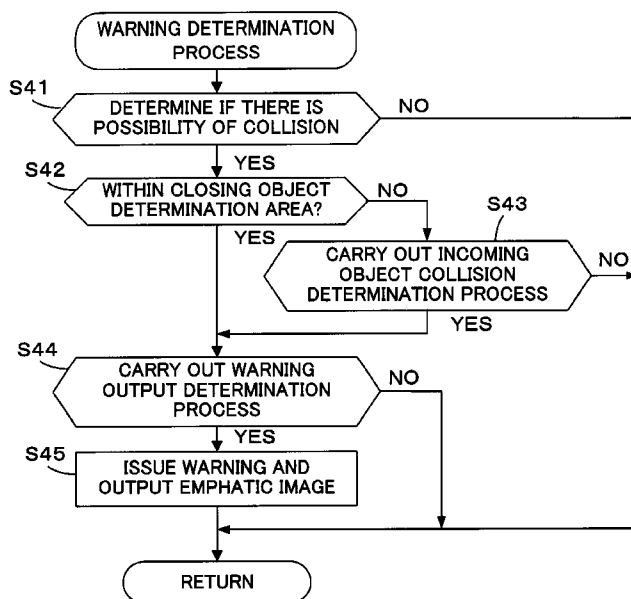 WARNING DETERMINATION
PROCESS
S41
DETERMINE IF THERE IS
POSSIBILITY OF COLLISION
NO
YES
S42
WITHIN CLOSING OBJECT
DETERMINATION AREA?
NO
YES
S43
CARRY OUT INCOMING
OBJECT COLLISION
DETERMINATION PROCESS
NO
YES
S44
CARRY OUT WARNING
OUTPUT DETERMINATION
PROCESS
NO
YES
S45
ISSUE WARNING AND
OUTPUT EMPHATIC IMAGE
RETURN